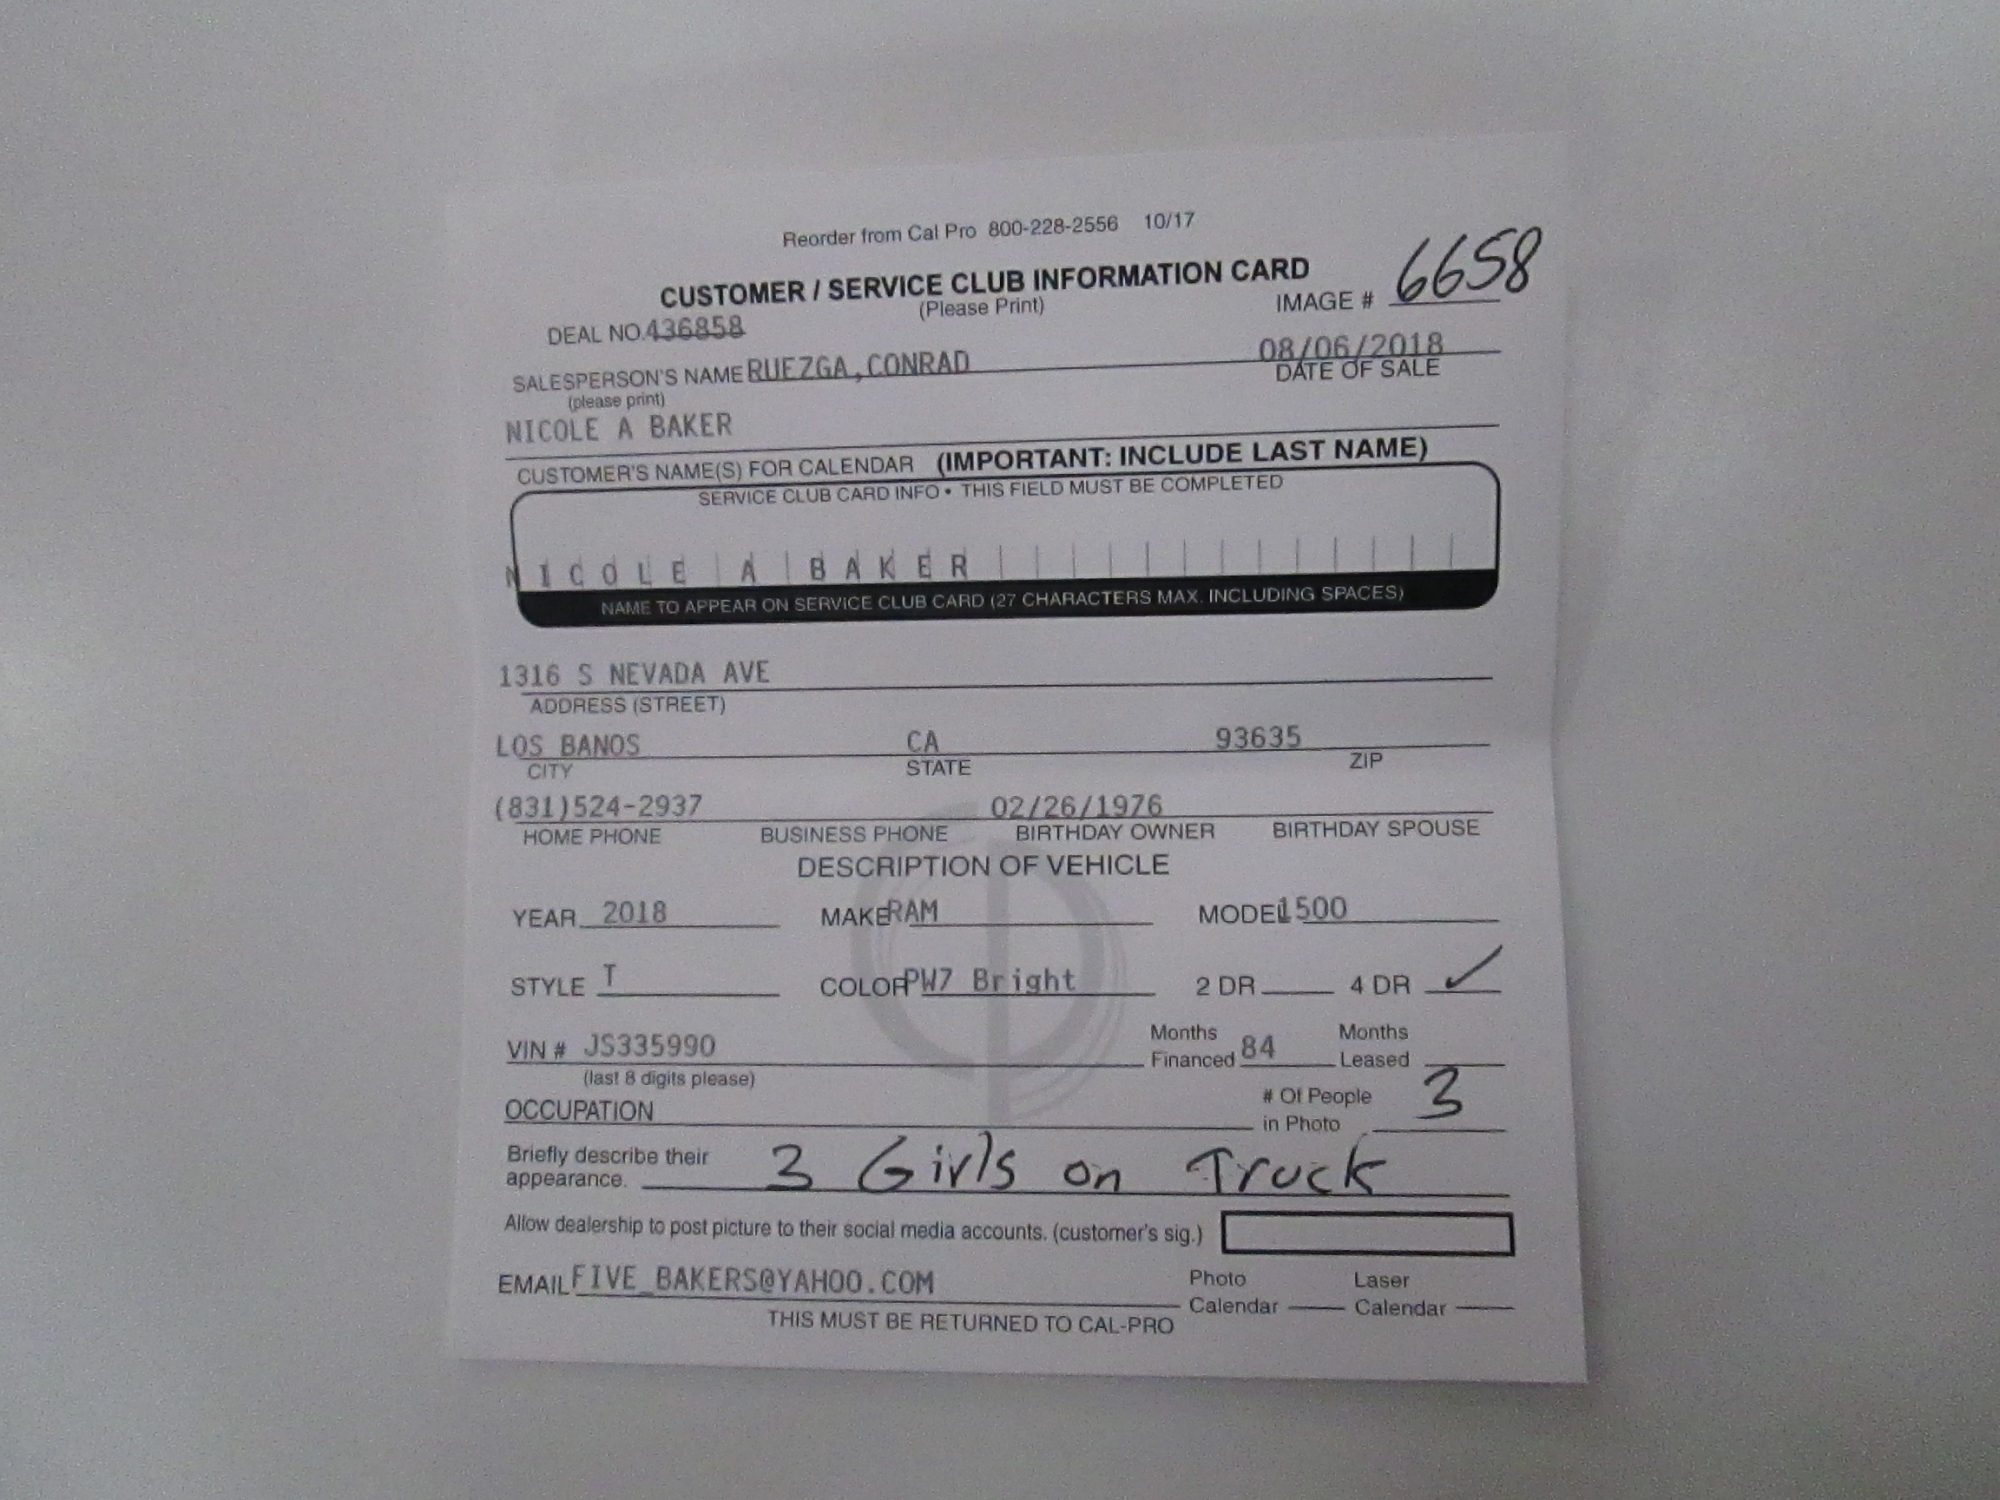 Reorder from Cal Pro 800-228-2556 10/17
CUSTOMER / SERVICE CLUB INFORMATION CARD
(Please Print)
IMAGE # 6658
DEAL NO. 436858
SALESPERSON'S NAME RUEZGA, CONRAD
(please print)
08/06/2018
DATE OF SALE
NICOLE A BAKER
CUSTOMER'S NAME(S) FOR CALENDAR (IMPORTANT: INCLUDE LAST NAME)
SERVICE CLUB CARD INFO • THIS FIELD MUST BE COMPLETED
NICOLE A BAKER
NAME TO APPEAR ON SERVICE CLUB CARD (27 CHARACTERS MAX. INCLUDING SPACES)
1316 S NEVADA AVE
ADDRESS (STREET)
LOS BANOS CA 93635
CITY STATE ZIP
(831)524-2937 02/26/1976
HOME PHONE BUSINESS PHONE BIRTHDAY OWNER BIRTHDAY SPOUSE
DESCRIPTION OF VEHICLE
YEAR 2018 MAKE RAM MODEL 1500
STYLE T COLOR PW7 Bright 2 DR 4 DR ✓
VIN # JS335990 Months Financed 84 Months Leased
(last 8 digits please)
OCCUPATION # Of People in Photo 3
Briefly describe their appearance. 3 Girls on Truck
Allow dealership to post picture to their social media accounts. (customer's sig.)
EMAIL FIVE_BAKERS@YAHOO.COM Photo Calendar Laser Calendar
THIS MUST BE RETURNED TO CAL-PRO